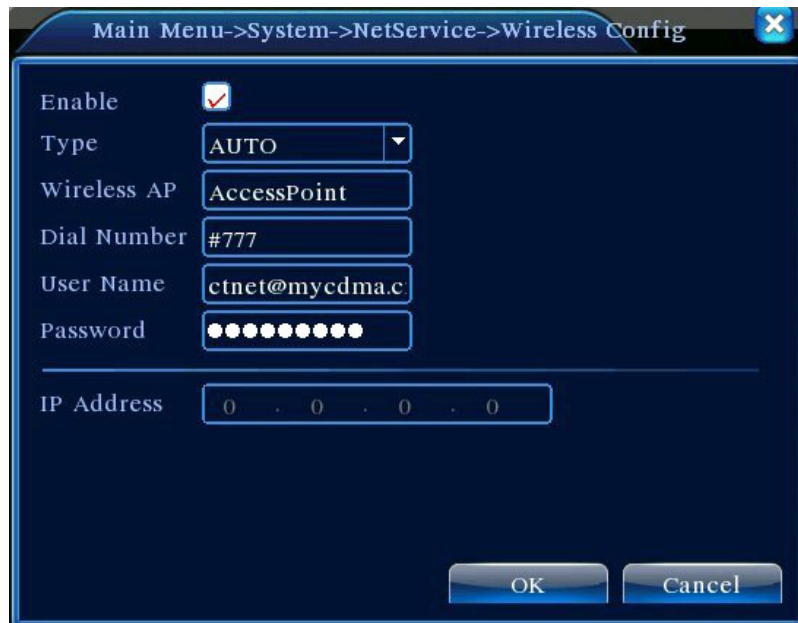 Main Menu->System->NetService->Wireless Config
Enable
Type AUTO
Wireless AP AccessPoint
Dial Number #777
User Name ctnet@mycdma.c
Password ●●●●●●●●●
IP Address 0 . 0 . 0 . 0
OK Cancel